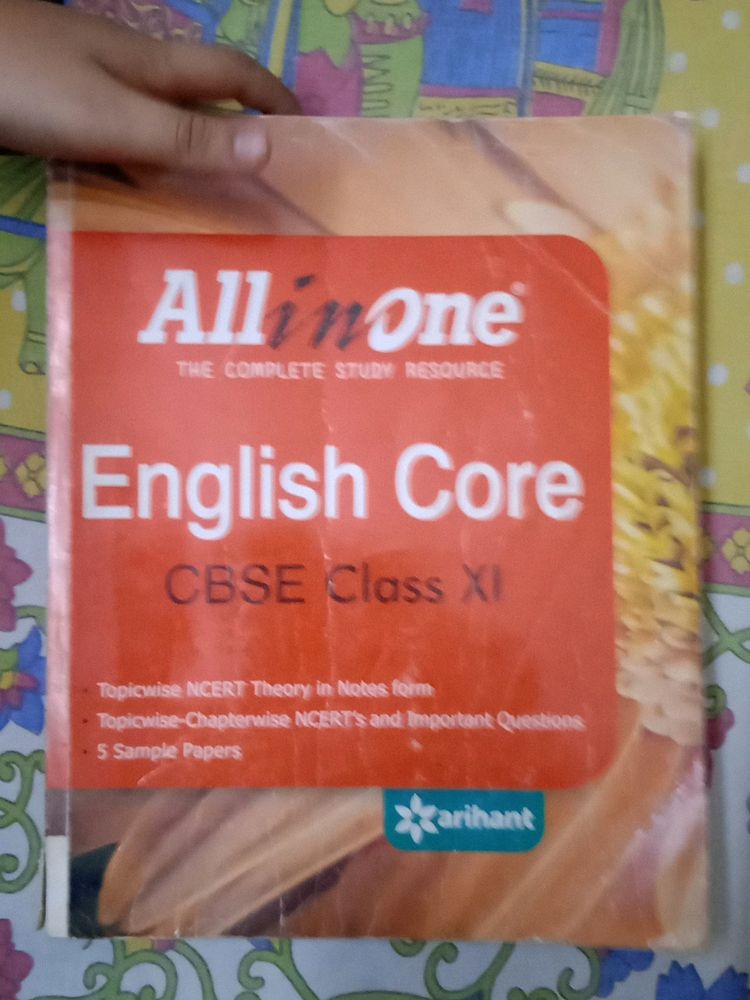 All in One®
THE COMPLETE STUDY RESOURCE
English Core
CBSE Class XI
· Topicwise NCERT Theory in Notes form
· Topicwise-Chapterwise NCERT's and Important Questions
· 5 Sample Papers
arihant